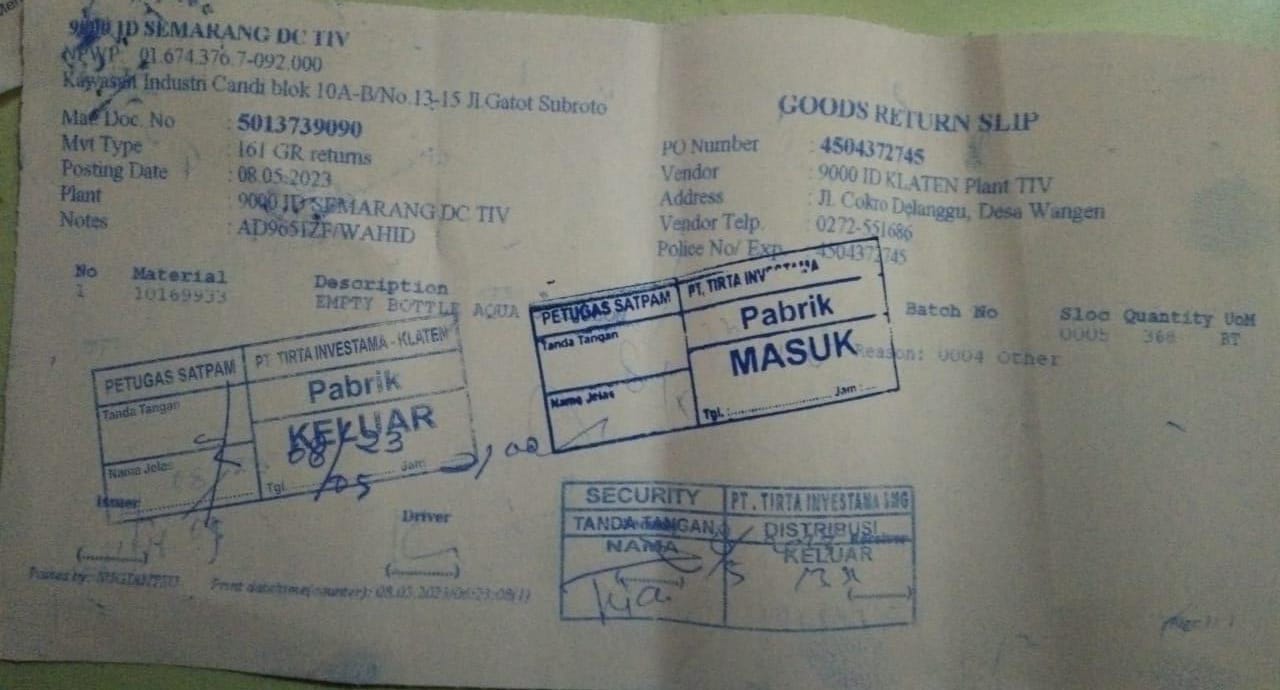 9000 ID SEMARANG DC TIV
NPWP 01.674.376.7-092.000
Kawasan Industri Candi blok 10A-B/No.13-15 Jl.Gatot Subroto
GOODS RETURN SLIP
Mat Doc. No : 5013739090
Mvt Type : 161 GR returns
Posting Date : 08.05.2023
Plant : 9000 ID SEMARANG DC TIV
Notes : AD9651ZF/WAHID
PO Number : 4504372745
Vendor : 9000 ID KLATEN Plant TIV
Address : Jl. Cokro Delanggu, Desa Wangen
Vendor Telp. : 0272-551686
Police No/ Exp 4504372745
No Material Description Batch No Sloc Quantity UoM
1 10169933 EMPTY BOTTLE AQUA 0005 368 BT
Reason: 0004 Other
PETUGAS SATPAM PT. TIRTA INVESTAMA
Tanda Tangan Pabrik
MASUK
Nama Jelas
Tgl. Jam :
PETUGAS SATPAM PT TIRTA INVESTAMA - KLATEN
Tanda Tangan Pabrik
KELUAR
08/23
Nama Jelas
Tgl. /05 Jam
Issuer
Driver
SECURITY PT. TIRTA INVESTAMA SMG
TANDA TANGAN DISTRIBUSI
Receiver
NAMA KELUAR
(............)
(............)
(............)
(............)
Posted by: SUGIANTO
Print date/time(counter): 08.05.2023/06:23:08(1)